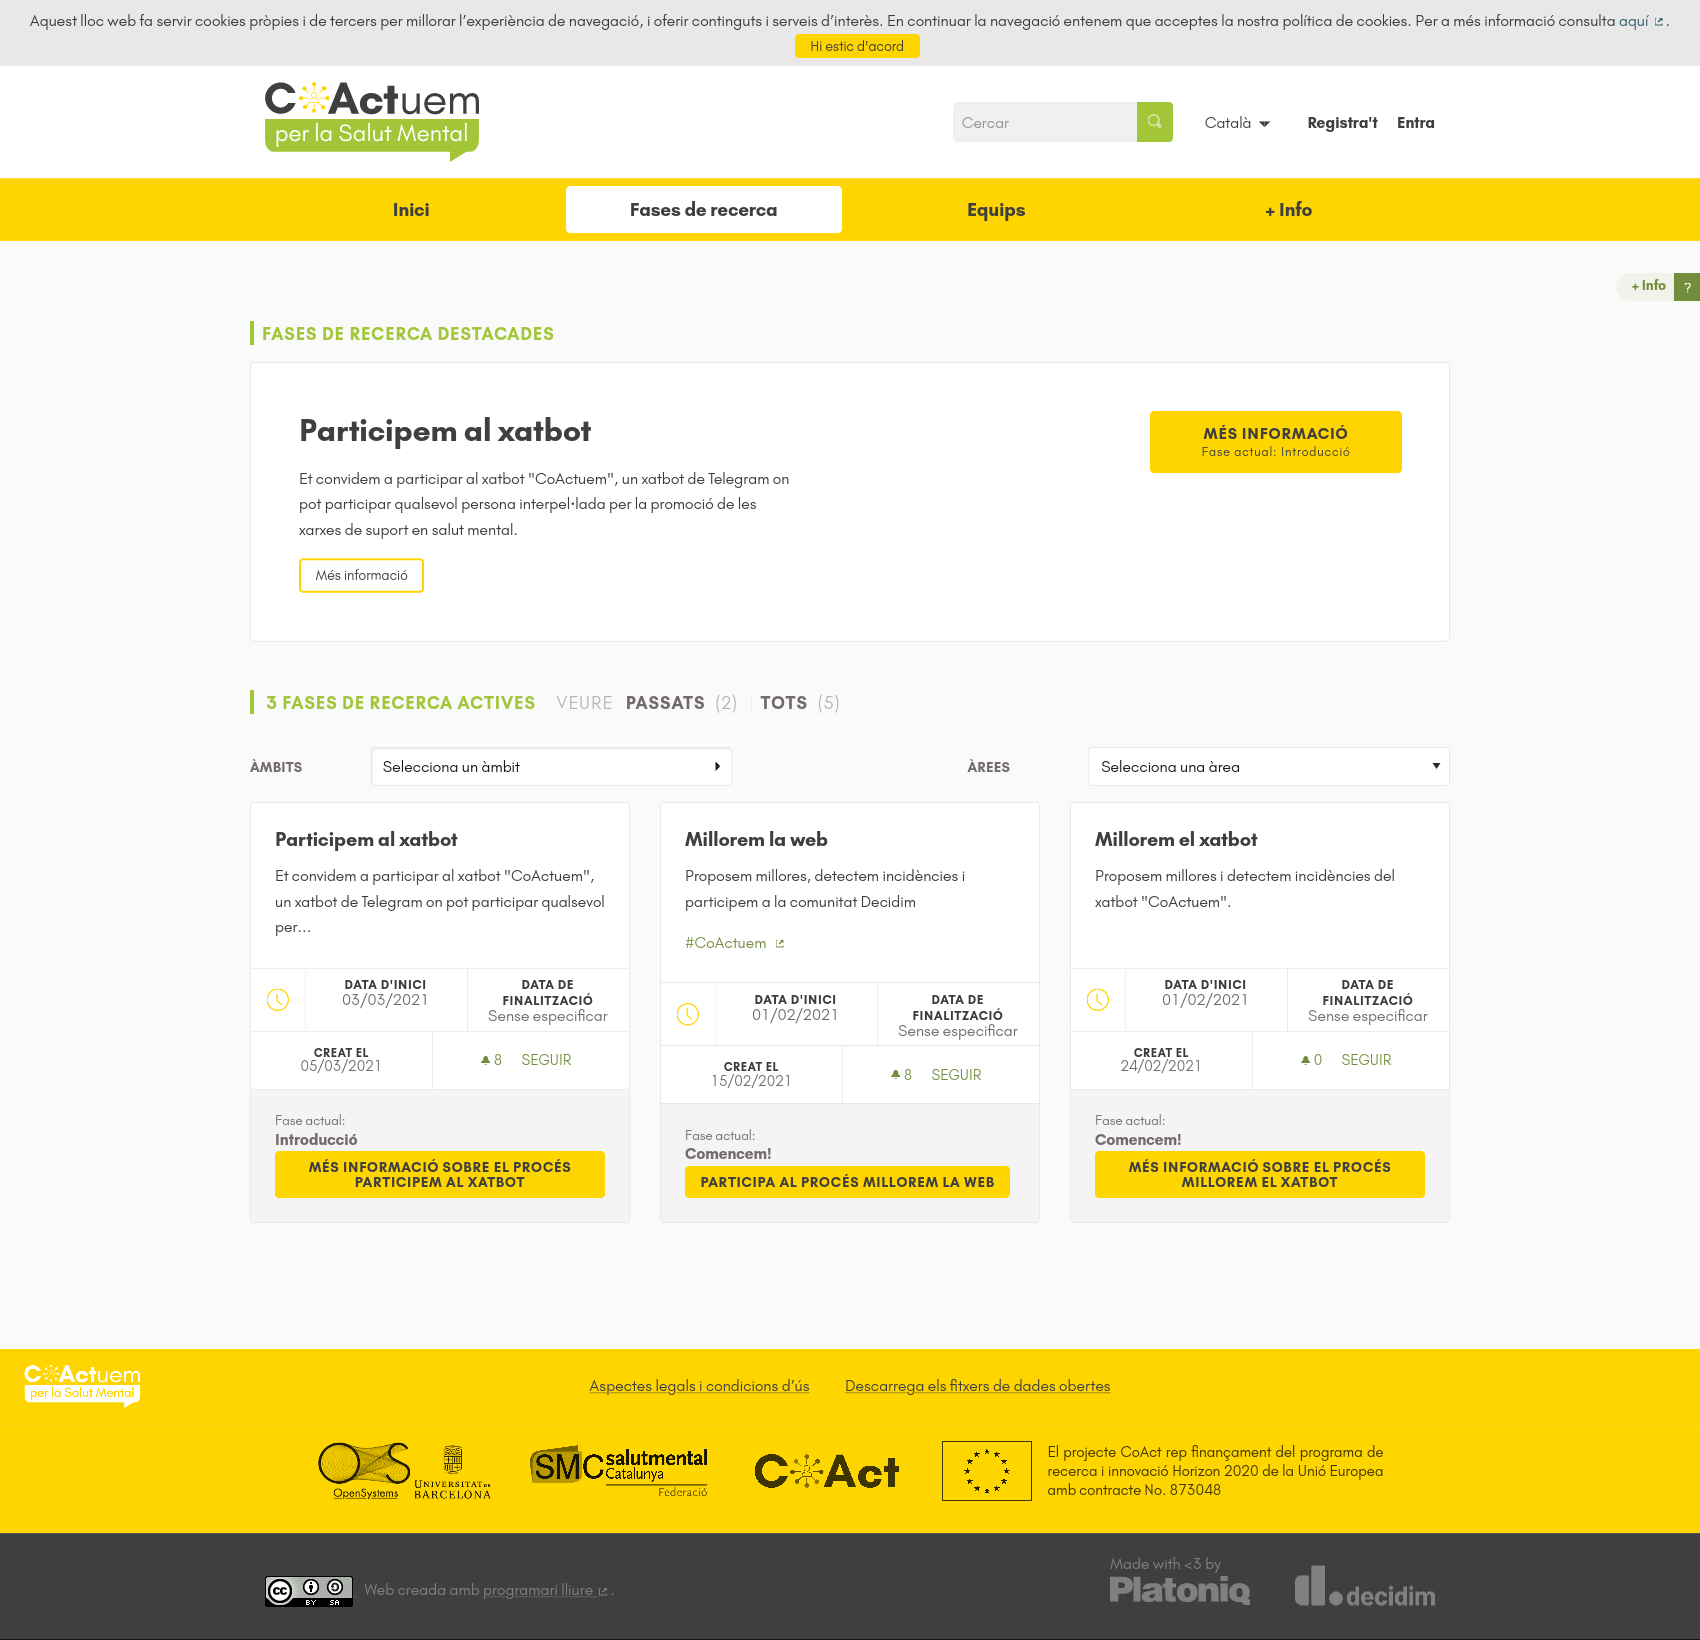 Aquest lloc web fa servir cookies pròpies i de tercers per millorar l’experiència de navegació, i oferir continguts i serveis d’interès. En continuar la navegació entenem que acceptes la nostra política de cookies. Per a més informació consulta aquí .
Hi estic d'acord
CoActuem
per la Salut Mental
Cercar
Català
Registra't
Entra
Inici
Fases de recerca
Equips
+ Info
+ Info
?
FASES DE RECERCA DESTACADES
Participem al xatbot
Et convidem a participar al xatbot "CoActuem", un xatbot de Telegram on
pot participar qualsevol persona interpel·lada per la promoció de les
xarxes de suport en salut mental.
Més informació
MÉS INFORMACIÓ
Fase actual: Introducció
3 FASES DE RECERCA ACTIVES VEURE PASSATS (2) TOTS (5)
ÀMBITS
Selecciona un àmbit
ÀREES
Selecciona una àrea
Participem al xatbot
Et convidem a participar al xatbot "CoActuem",
un xatbot de Telegram on pot participar qualsevol
per...
DATA D'INICI
03/03/2021
DATA DE
FINALITZACIÓ
Sense especificar
CREAT EL
05/03/2021
8 SEGUIR
Fase actual:
Introducció
MÉS INFORMACIÓ SOBRE EL PROCÉS
PARTICIPEM AL XATBOT
Millorem la web
Proposem millores, detectem incidències i
participem a la comunitat Decidim
#CoActuem
DATA D'INICI
01/02/2021
DATA DE
FINALITZACIÓ
Sense especificar
CREAT EL
15/02/2021
8 SEGUIR
Fase actual:
Comencem!
PARTICIPA AL PROCÉS MILLOREM LA WEB
Millorem el xatbot
Proposem millores i detectem incidències del
xatbot "CoActuem".
DATA D'INICI
01/02/2021
DATA DE
FINALITZACIÓ
Sense especificar
CREAT EL
24/02/2021
0 SEGUIR
Fase actual:
Comencem!
MÉS INFORMACIÓ SOBRE EL PROCÉS
MILLOREM EL XATBOT
CoActuem
per la Salut Mental
Aspectes legals i condicions d’ús
Descarrega els fitxers de dades obertes
OpenSystems
UNIVERSITAT DE
BARCELONA
SMC salutmental
Catalunya
Federació
CoAct
El projecte CoAct rep finançament del programa de
recerca i innovació Horizon 2020 de la Unió Europea
amb contracte No. 873048
cc BY SA
Web creada amb programari lliure .
Made with <3 by
Platoniq
decidim